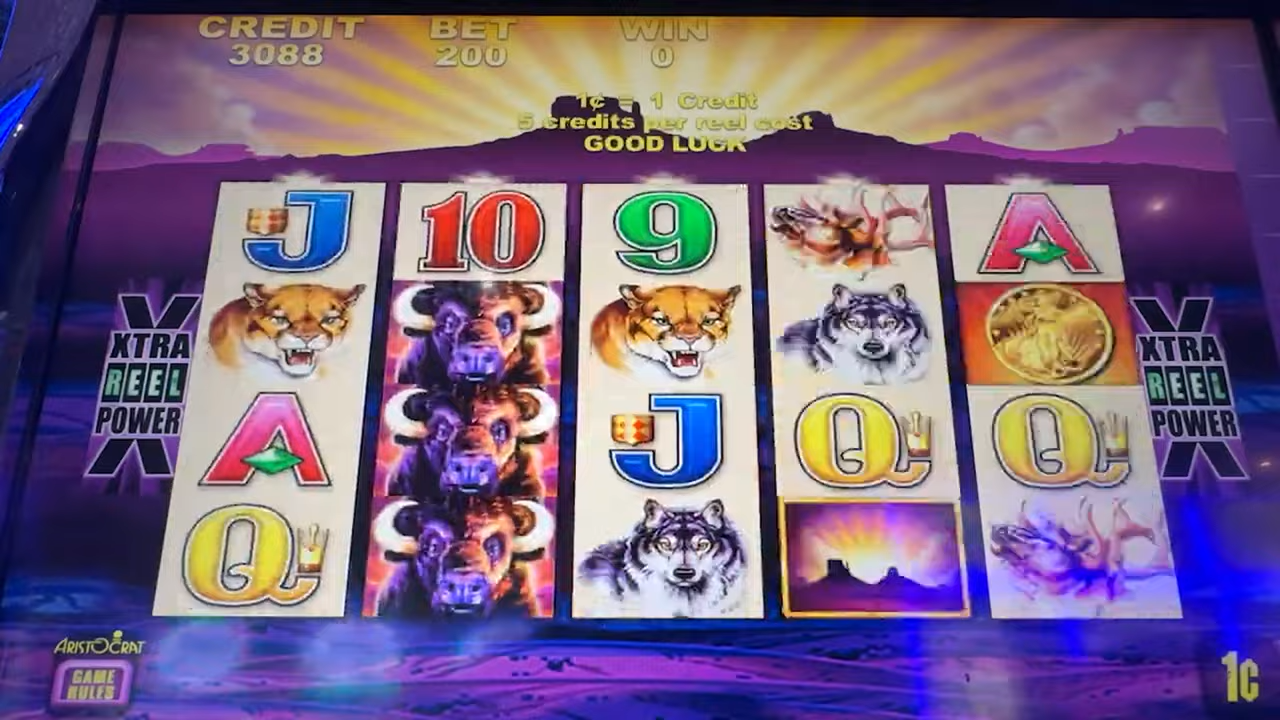 CREDIT BET WIN
3088 200 0
1¢ = 1 Credit
5 credits per reel cost
GOOD LUCK
J 10 9 A
XTRA
REEL
POWER
XTRA
REEL
POWER
A J Q Q
Q
ARISTOCRAT
GAME
RULES
1¢